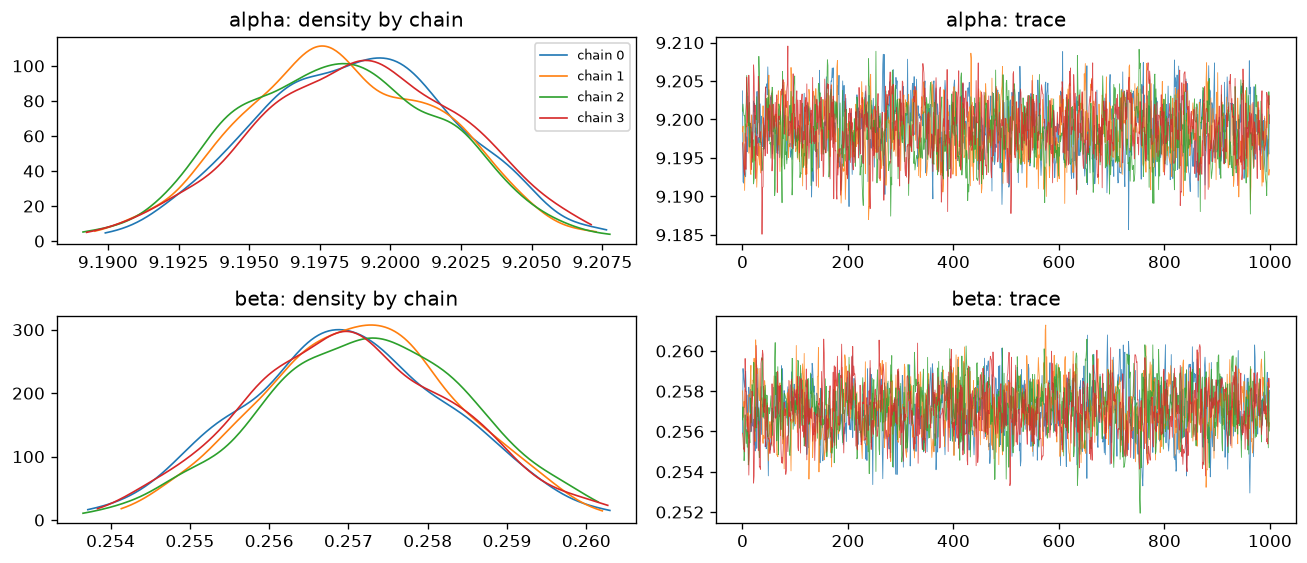 alpha: density by chain
100
80
60
40
20
0
chain 0
chain 1
chain 2
chain 3
9.1900 9.1925 9.1950 9.1975 9.2000 9.2025 9.2050 9.2075
alpha: trace
9.210
9.205
9.200
9.195
9.190
9.185
0 200 400 600 800 1000
beta: density by chain
300
200
100
0
0.254 0.255 0.256 0.257 0.258 0.259 0.260
beta: trace
0.260
0.258
0.256
0.254
0.252
0 200 400 600 800 1000